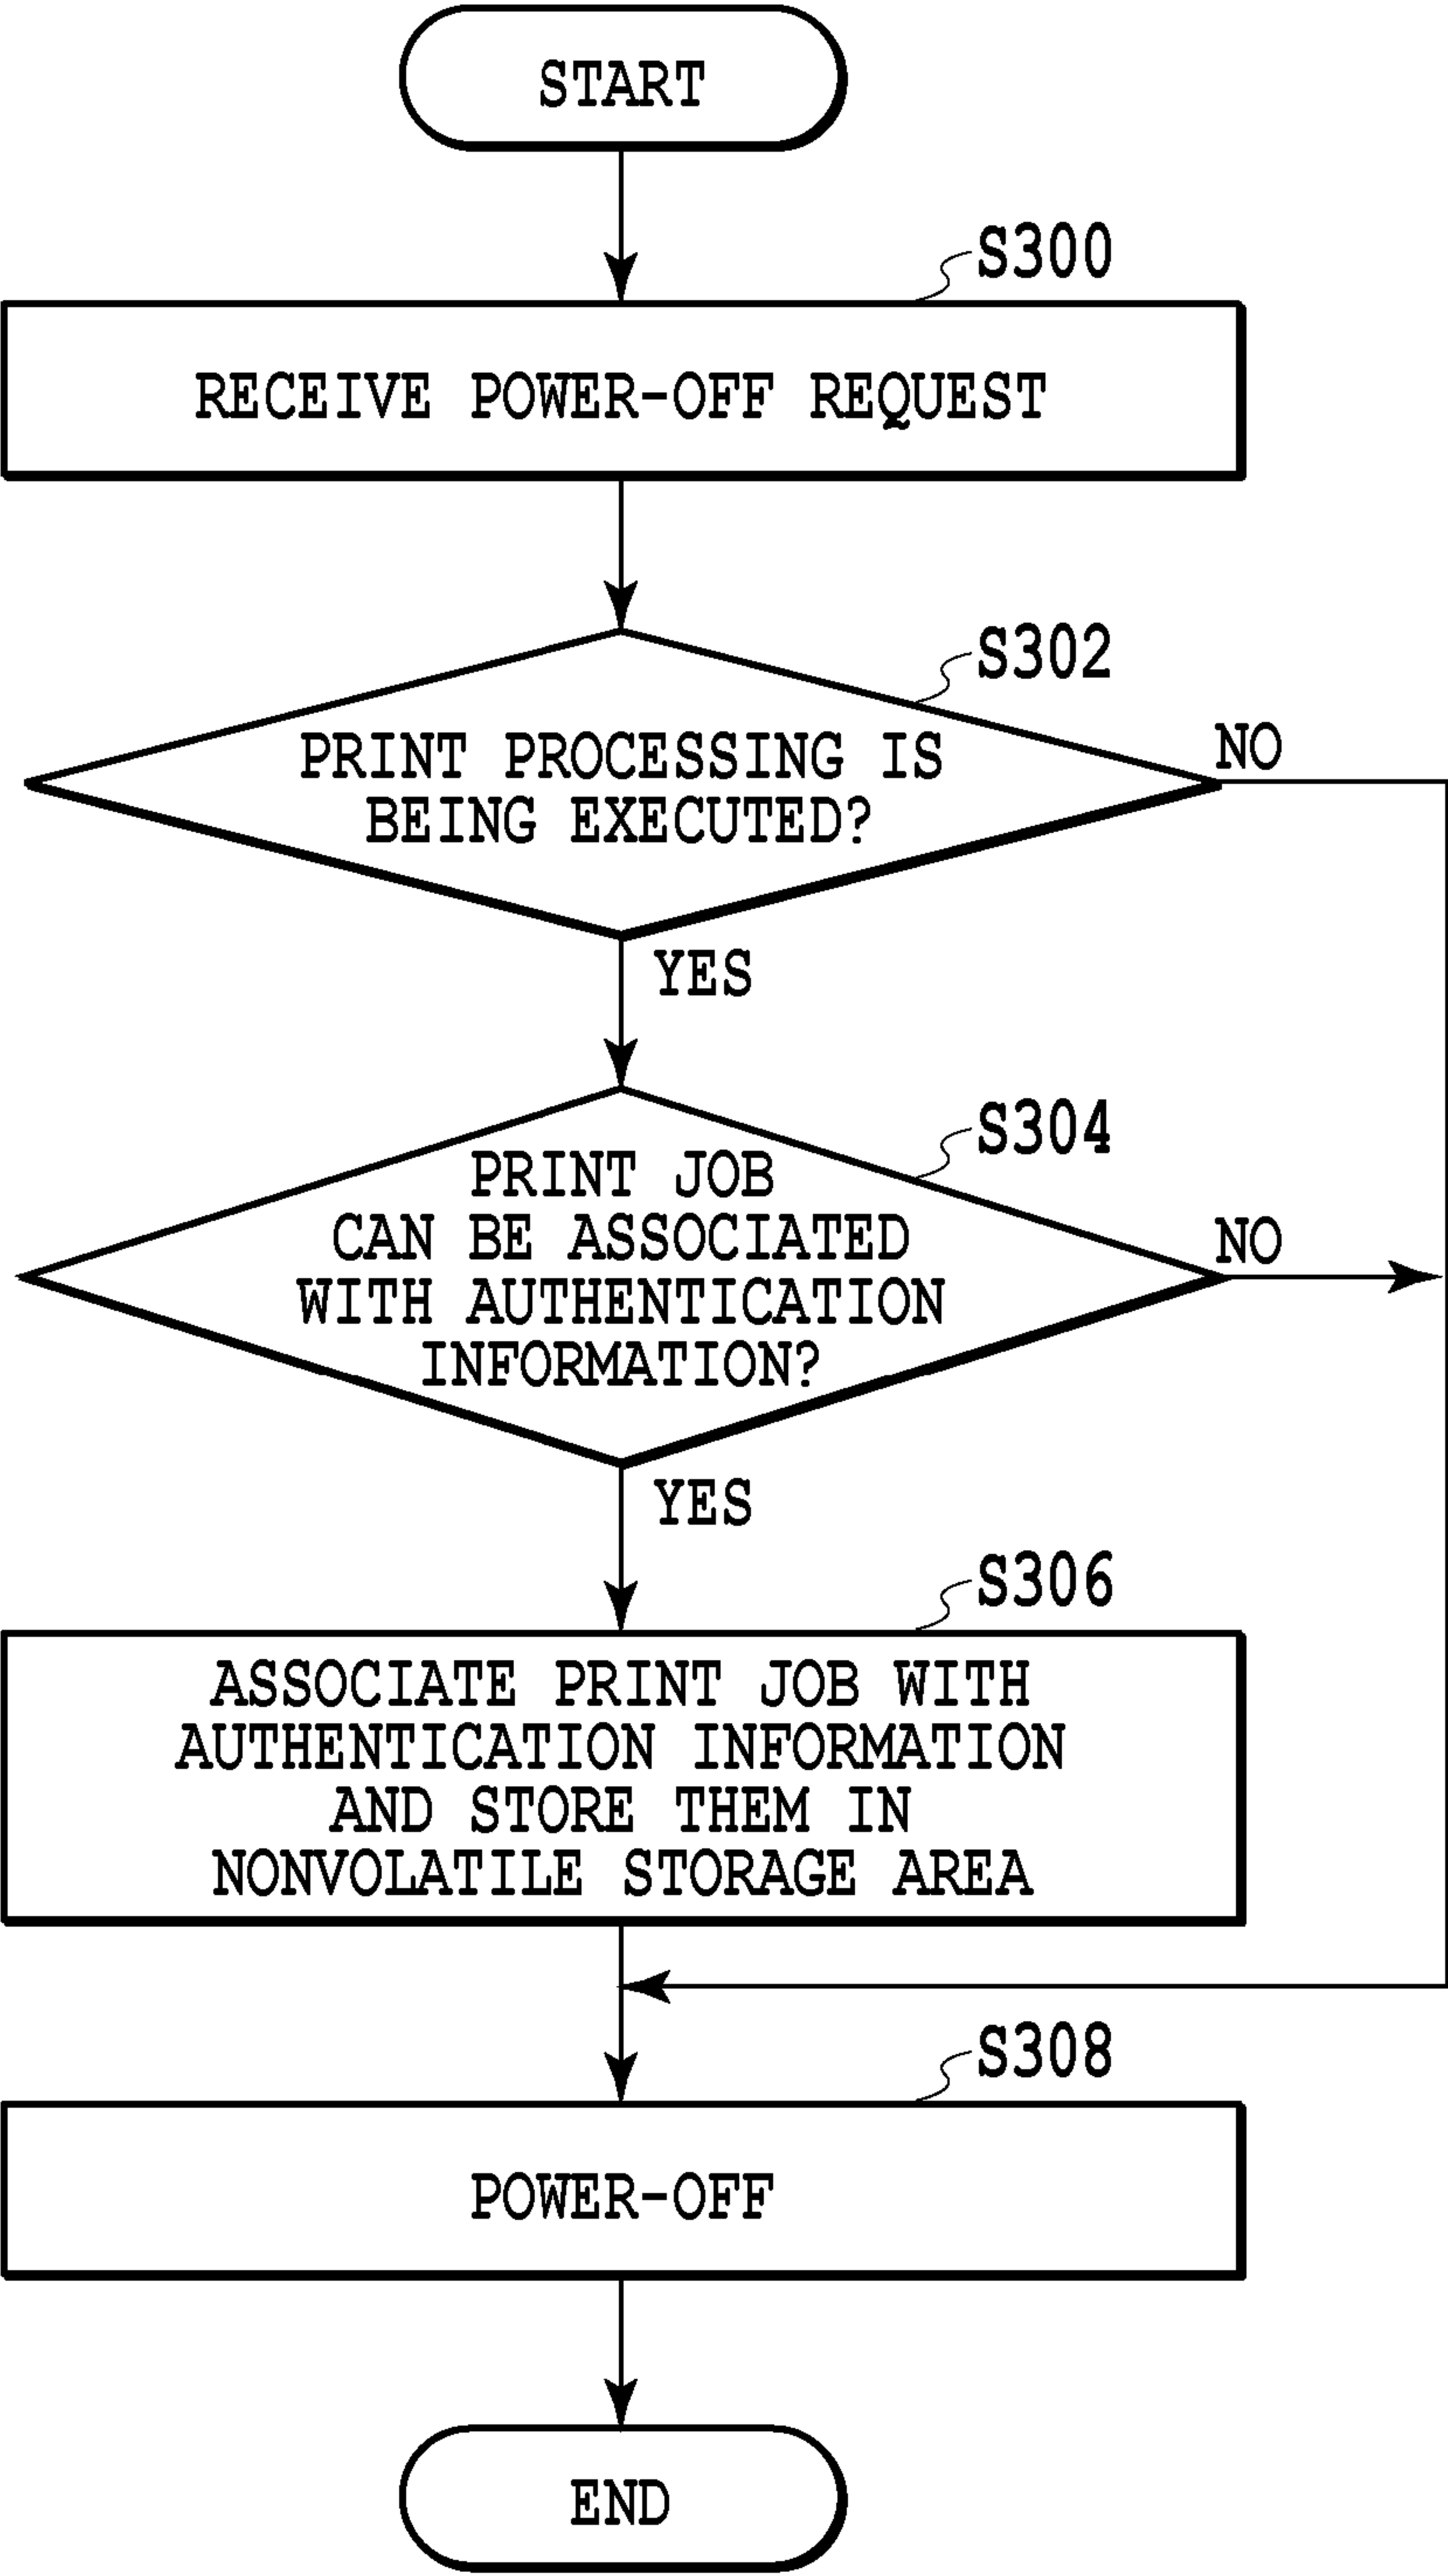 START
S300
RECEIVE POWER-OFF REQUEST
S302
PRINT PROCESSING IS
BEING EXECUTED?
NO
YES
S304
PRINT JOB
CAN BE ASSOCIATED
WITH AUTHENTICATION
INFORMATION?
NO
YES
S306
ASSOCIATE PRINT JOB WITH
AUTHENTICATION INFORMATION
AND STORE THEM IN
NONVOLATILE STORAGE AREA
S308
POWER-OFF
END